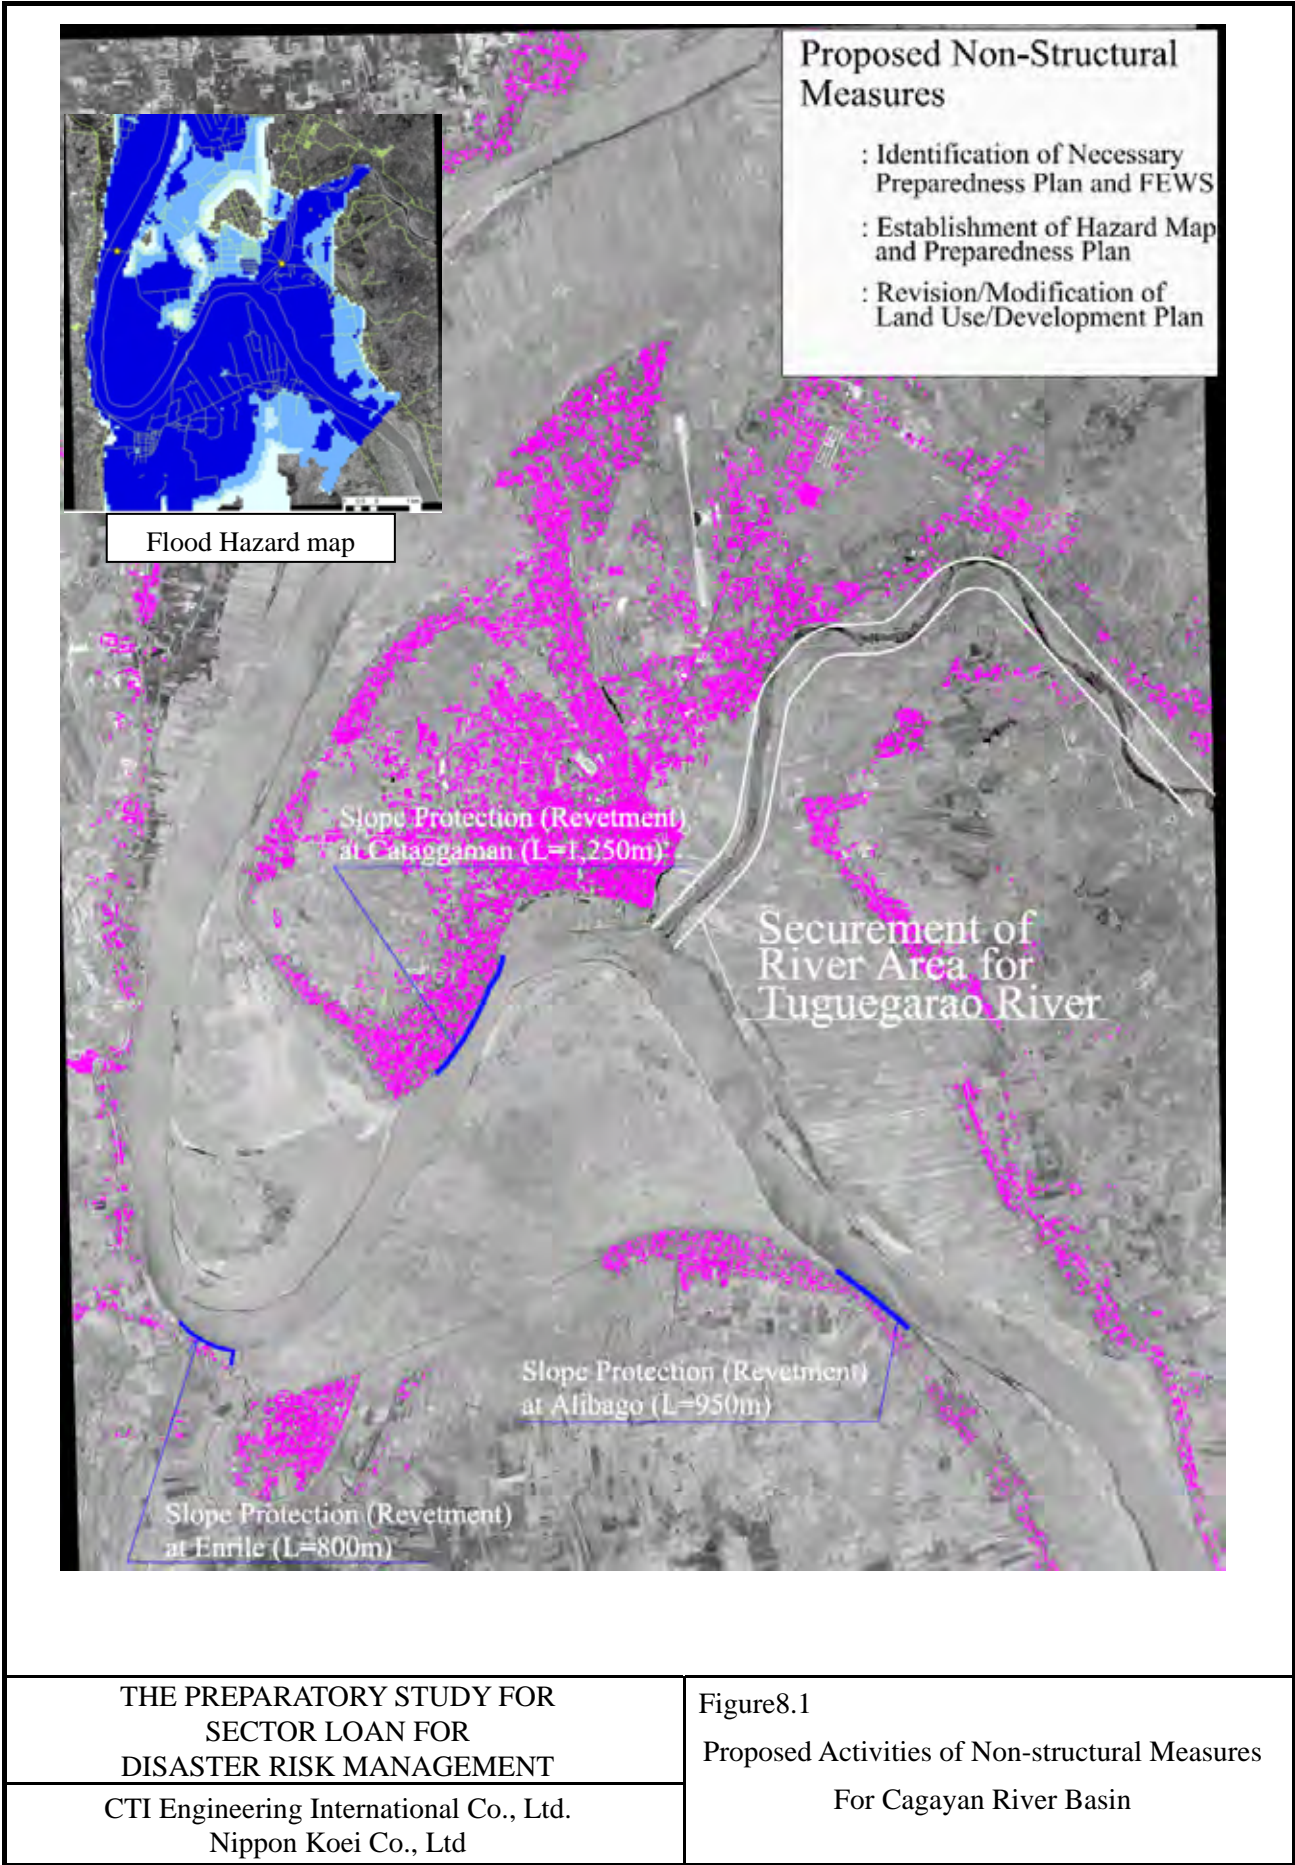 Proposed Non-Structural
Measures
: Identification of Necessary
Preparedness Plan and FEWS
: Establishment of Hazard Map
and Preparedness Plan
: Revision/Modification of
Land Use/Development Plan
Flood Hazard map
Slope Protection (Revetment)
at Cataggaman (L=1,250m)
Securement of
River Area for
Tuguegarao River
Slope Protection (Revetment)
at Alibago (L=950m)
Slope Protection (Revetment)
at Enrile (L=800m)
THE PREPARATORY STUDY FOR
SECTOR LOAN FOR
DISASTER RISK MANAGEMENT
CTI Engineering International Co., Ltd.
Nippon Koei Co., Ltd
Figure8.1
Proposed Activities of Non-structural Measures
For Cagayan River Basin